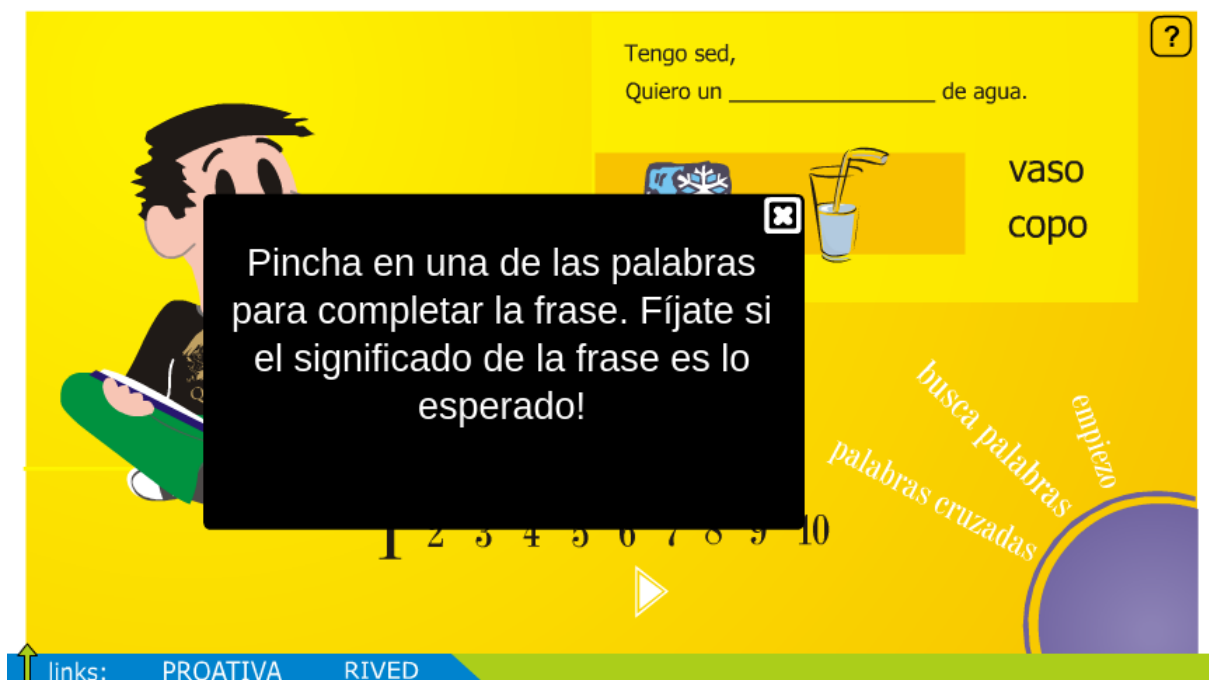 ?
Tengo sed,
Quiero un _________________ de agua.
vaso
copo
Pincha en una de las palabras
para completar la frase. Fíjate si
el significado de la frase es lo
esperado!
busca palabras
empiezo
palabras cruzadas
1 2 3 4 5 6 7 8 9 10
links: PROATIVA RIVED